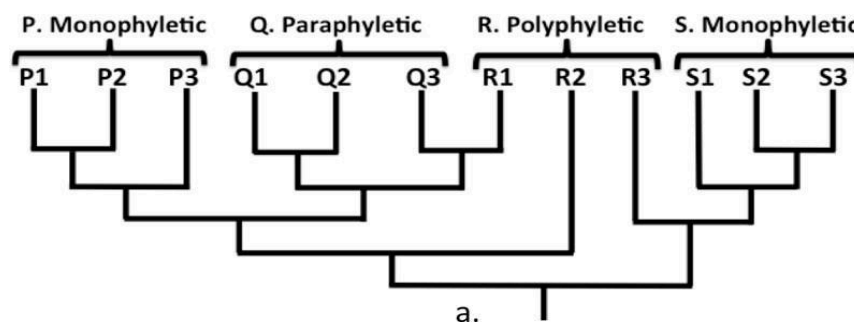 P. Monophyletic Q. Paraphyletic R. Polyphyletic S. Monophyletic
P1 P2 P3 Q1 Q2 Q3 R1 R2 R3 S1 S2 S3
a.